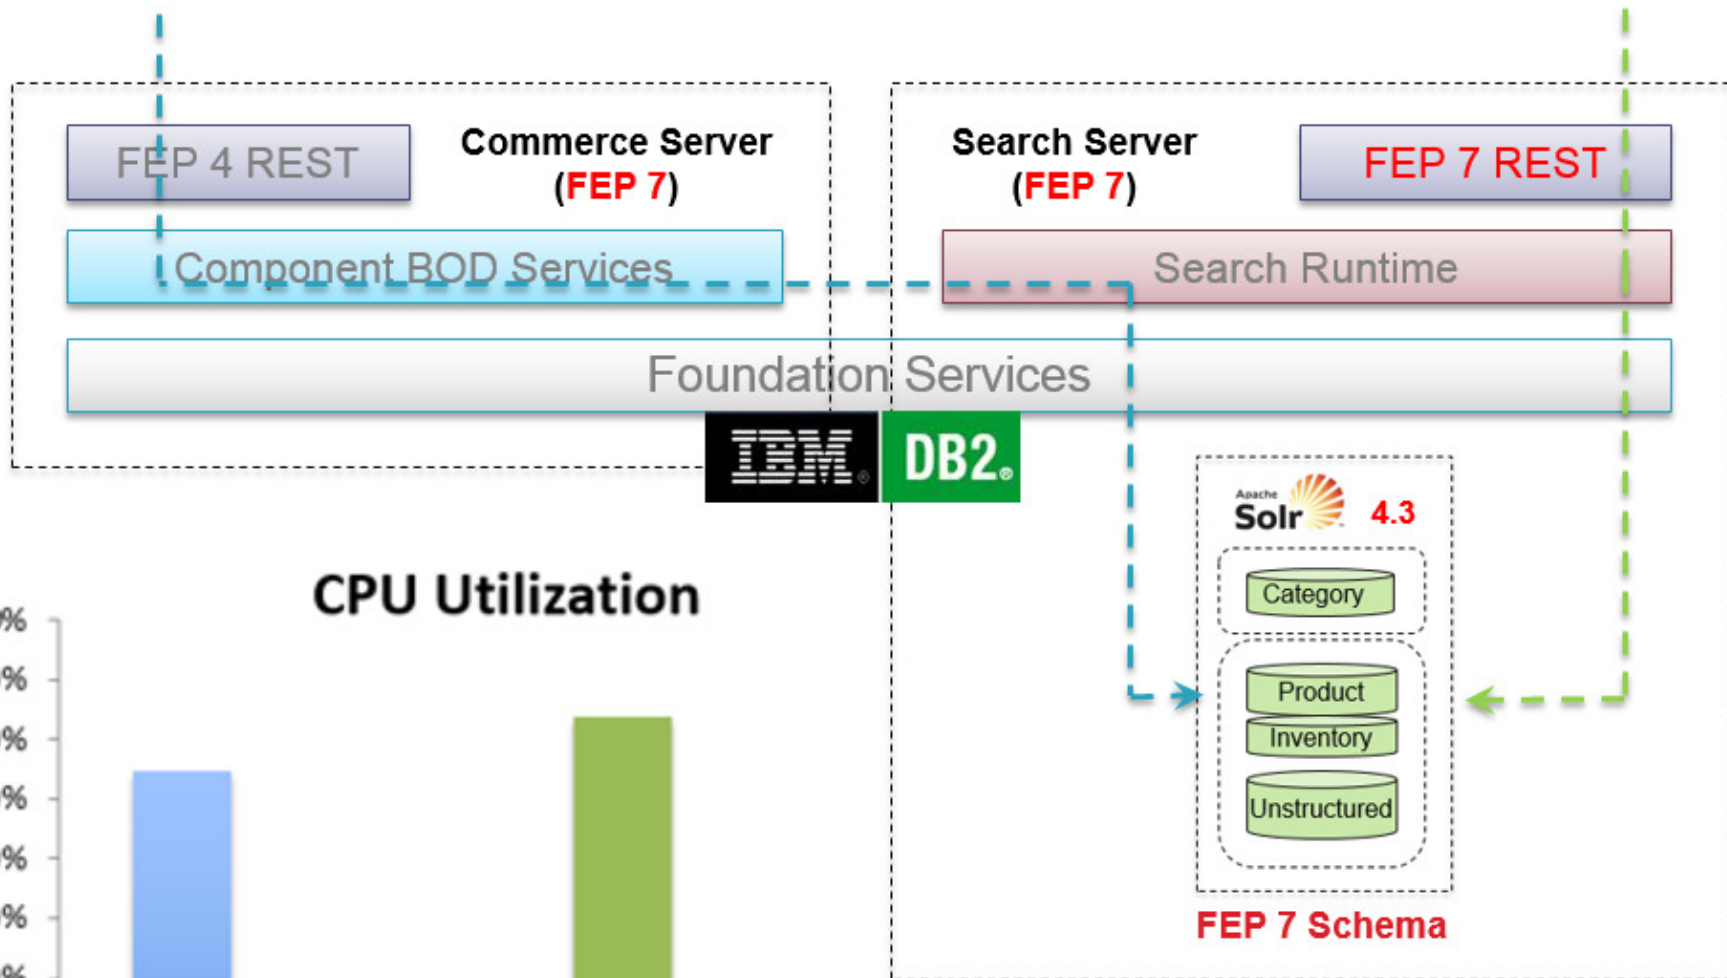 FEP 4 REST
Commerce Server
(FEP 7)
Search Server
(FEP 7)
FEP 7 REST
Component BOD Services
Search Runtime
Foundation Services
IBM®
DB2®
Apache
Solr™
4.3
Category
Product
Inventory
Unstructured
FEP 7 Schema
CPU Utilization